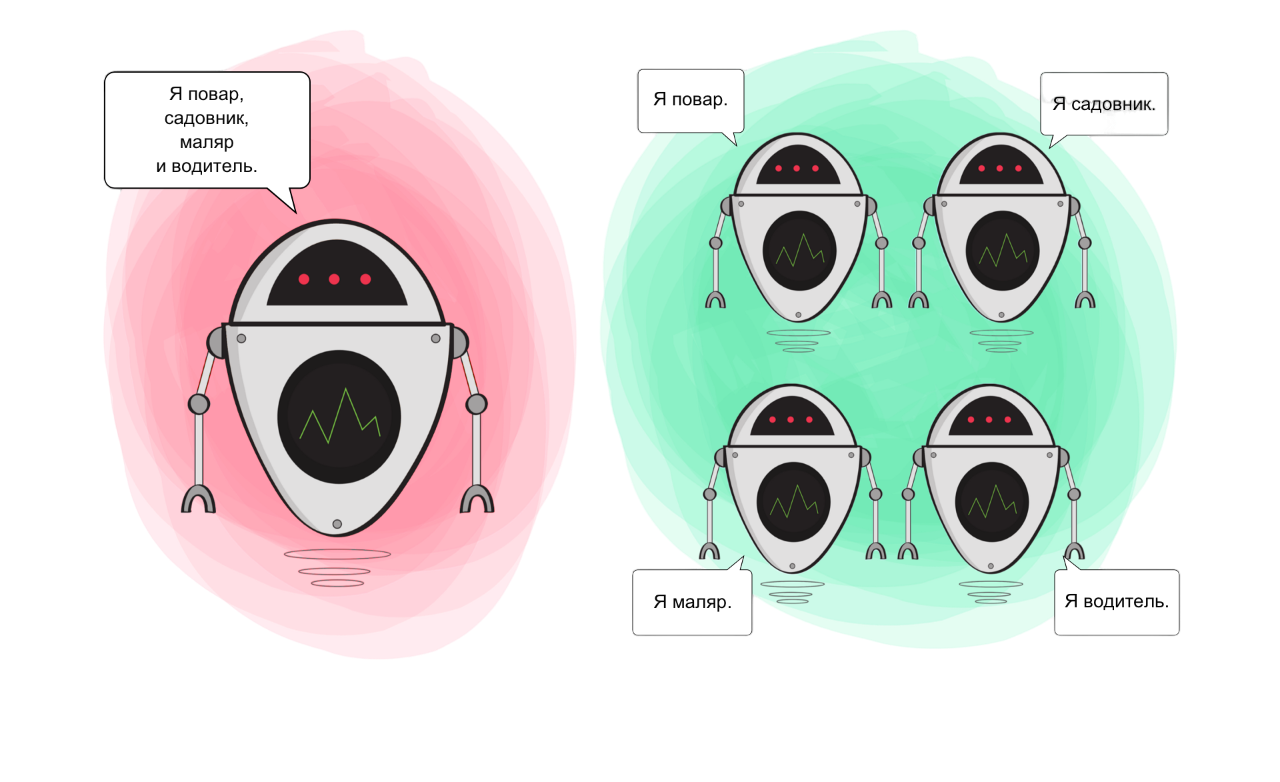 Я повар,
садовник,
маляр
и водитель.
Я повар.
Я садовник.
Я маляр.
Я водитель.